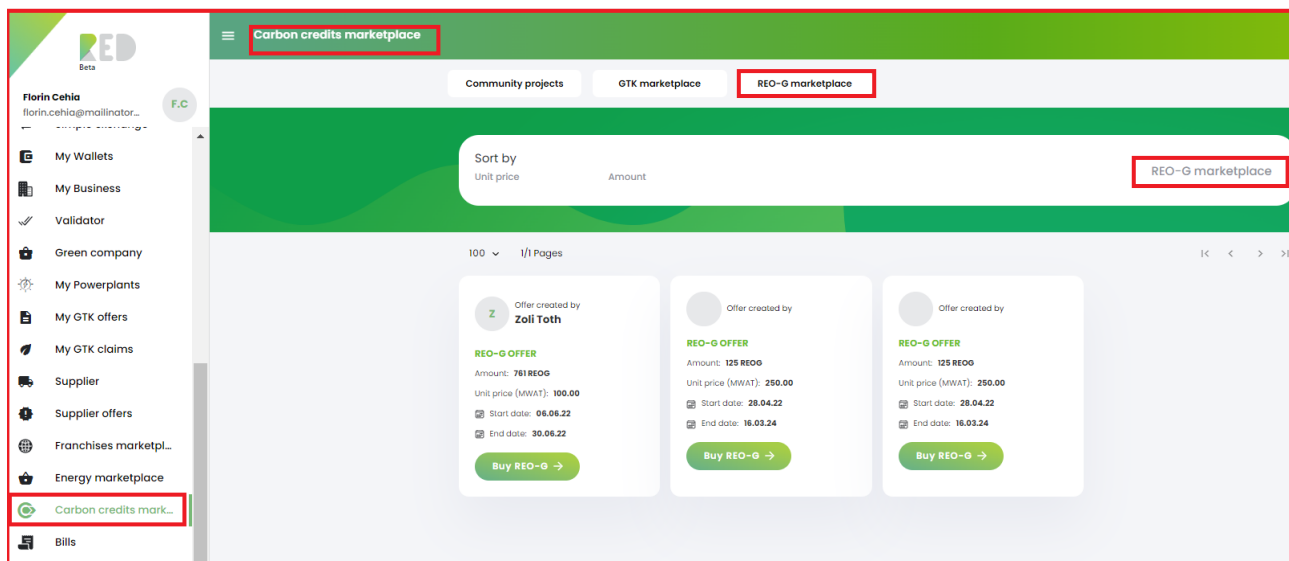 RED
Beta
Florin Cehia
florin.cehia@mailinator...
F.C
My Wallets
My Business
Validator
Green company
My Powerplants
My GTK offers
My GTK claims
Supplier
Supplier offers
Franchises marketpl...
Energy marketplace
Carbon credits mark...
Bills
Carbon credits marketplace
Community projects GTK marketplace REO-G marketplace
Sort by
Unit price Amount
REO-G marketplace
100 1/1 Pages
Z
Offer created by
Zoli Toth
REO-G OFFER
Amount: 761 REOG
Unit price (MWAT): 100.00
Start date: 06.06.22
End date: 30.06.22
Buy REO-G →
Offer created by
REO-G OFFER
Amount: 125 REOG
Unit price (MWAT): 250.00
Start date: 28.04.22
End date: 16.03.24
Buy REO-G →
Offer created by
REO-G OFFER
Amount: 125 REOG
Unit price (MWAT): 250.00
Start date: 28.04.22
End date: 16.03.24
Buy REO-G →